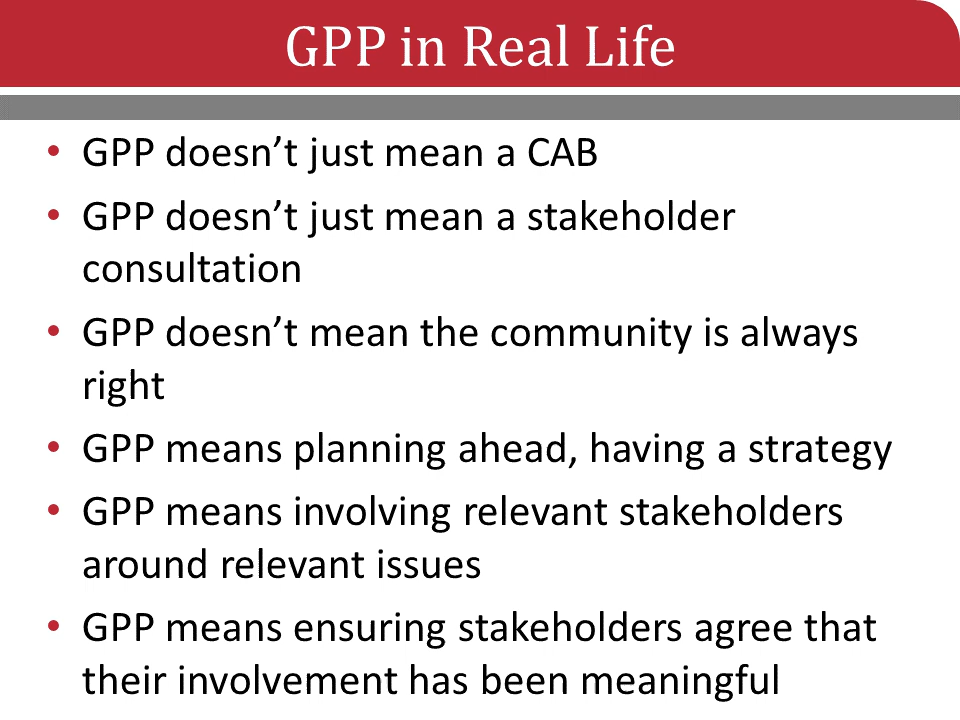 GPP in Real Life
• GPP doesn’t just mean a CAB
• GPP doesn’t just mean a stakeholder
consultation
• GPP doesn’t mean the community is always
right
• GPP means planning ahead, having a strategy
• GPP means involving relevant stakeholders
around relevant issues
• GPP means ensuring stakeholders agree that
their involvement has been meaningful